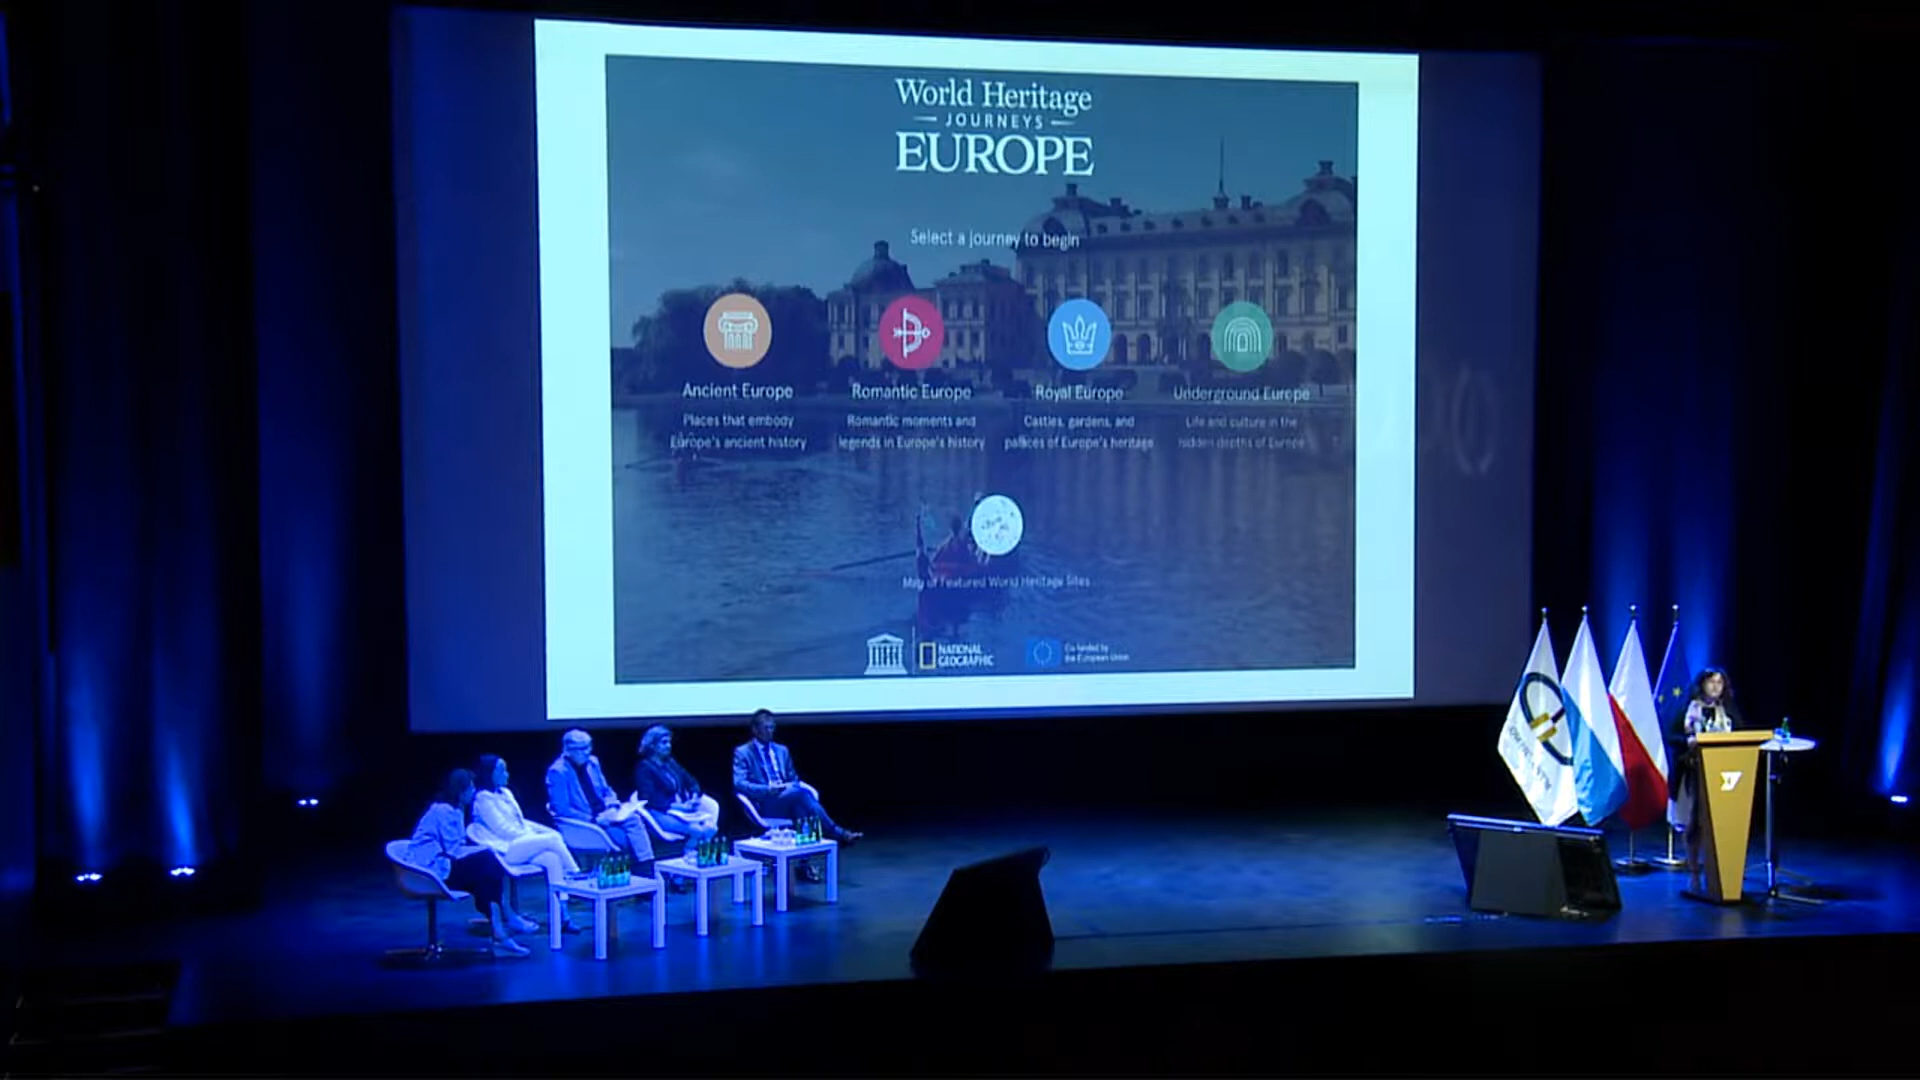 World Heritage
JOURNEYS
EUROPE
Select a journey to begin
Ancient Europe
Places that embody
Europe's ancient history
Romantic Europe
Romantic moments and
legends in Europe's history
Royal Europe
Castles, gardens, and
palaces of Europe's heritage
Underground Europe
Life and culture in the
hidden depths of Europe
Map of Featured World Heritage Sites
NATIONAL
GEOGRAPHIC
Co-funded by
the European Union